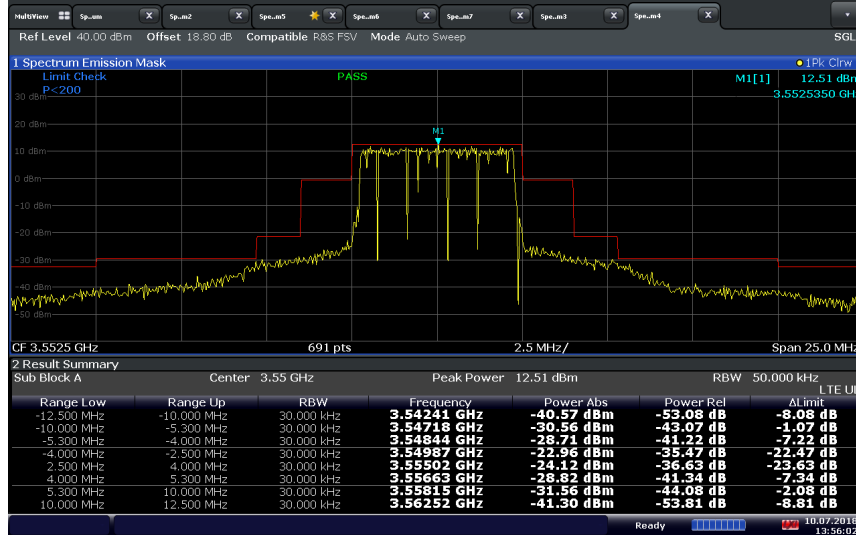 MultiView Sp..um X Sp..m2 X Spe..m5 X Spe..m6 X Spe..m7 X Spe..m3 X Spe..m4 X
Ref Level 40.00 dBm Offset 18.80 dB Compatible R&S FSV Mode Auto Sweep SGL
1 Spectrum Emission Mask 1Pk Clrw
Limit Check PASS M1[1] 12.51 dBm
P<200 3.5525350 GHz
30 dBm
20 dBm
M1
10 dBm
0 dBm
-10 dBm
-20 dBm
-30 dBm
-40 dBm
-50 dBm
CF 3.5525 GHz 691 pts 2.5 MHz/ Span 25.0 MHz
2 Result Summary
Sub Block A Center 3.55 GHz Peak Power 12.51 dBm RBW 50.000 kHz
LTE UL
Range Low Range Up RBW Frequency Power Abs Power Rel ΔLimit
-12.500 MHz -10.000 MHz 30.000 kHz 3.54241 GHz -40.57 dBm -53.08 dB -8.08 dB
-10.000 MHz -5.300 MHz 30.000 kHz 3.54718 GHz -30.56 dBm -43.07 dB -1.07 dB
-5.300 MHz -4.000 MHz 30.000 kHz 3.54844 GHz -28.71 dBm -41.22 dB -7.22 dB
-4.000 MHz -2.500 MHz 30.000 kHz 3.54987 GHz -22.96 dBm -35.47 dB -22.47 dB
2.500 MHz 4.000 MHz 30.000 kHz 3.55502 GHz -24.12 dBm -36.63 dB -23.63 dB
4.000 MHz 5.300 MHz 30.000 kHz 3.55663 GHz -28.82 dBm -41.34 dB -7.34 dB
5.300 MHz 10.000 MHz 30.000 kHz 3.55815 GHz -31.56 dBm -44.08 dB -2.08 dB
10.000 MHz 12.500 MHz 30.000 kHz 3.56252 GHz -41.30 dBm -53.81 dB -8.81 dB
Ready 10.07.2018
13:56:02